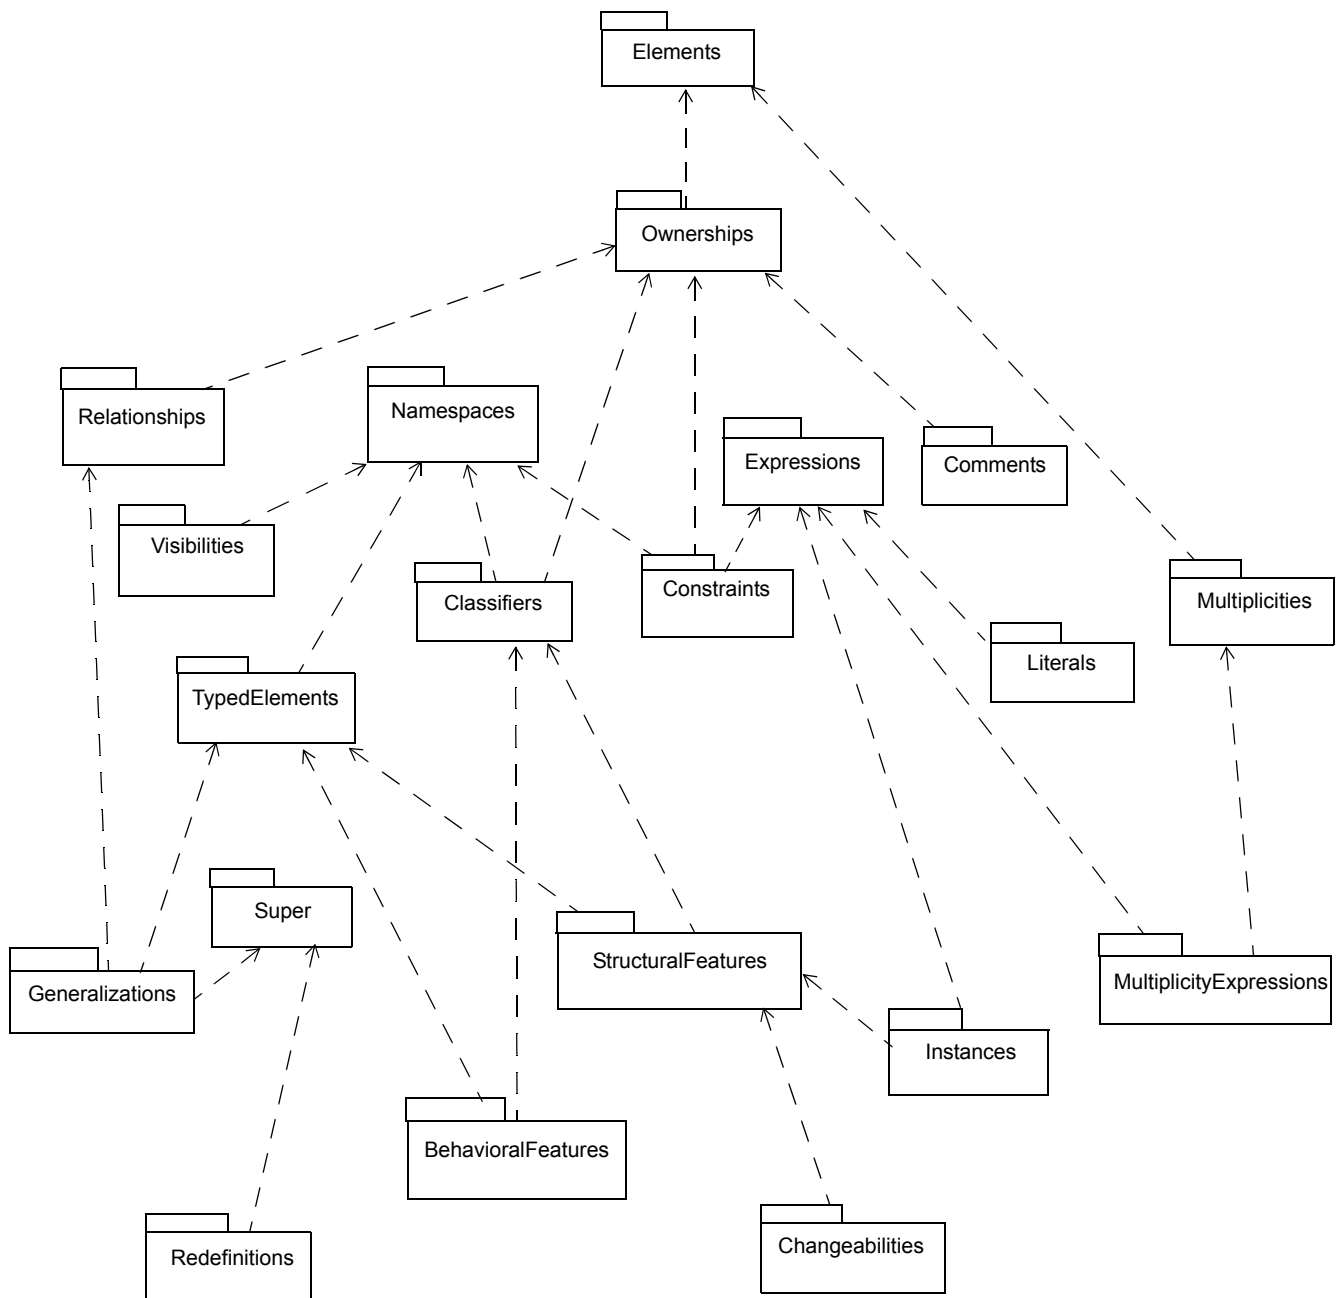 Elements
Ownerships
Relationships
Namespaces
Expressions
Comments
Visibilities
Classifiers
Constraints
Multiplicities
Literals
TypedElements
Super
StructuralFeatures
MultiplicityExpressions
Generalizations
Instances
BehavioralFeatures
Changeabilities
Redefinitions